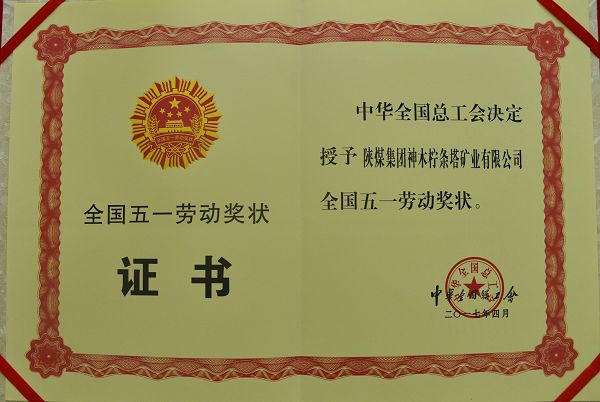 全国五一劳动奖状
证书
中华全国总工会决定
授予 陕煤集团神木柠条塔矿业有限公司
全国五一劳动奖状。
中华全国总工会
二〇一七年四月